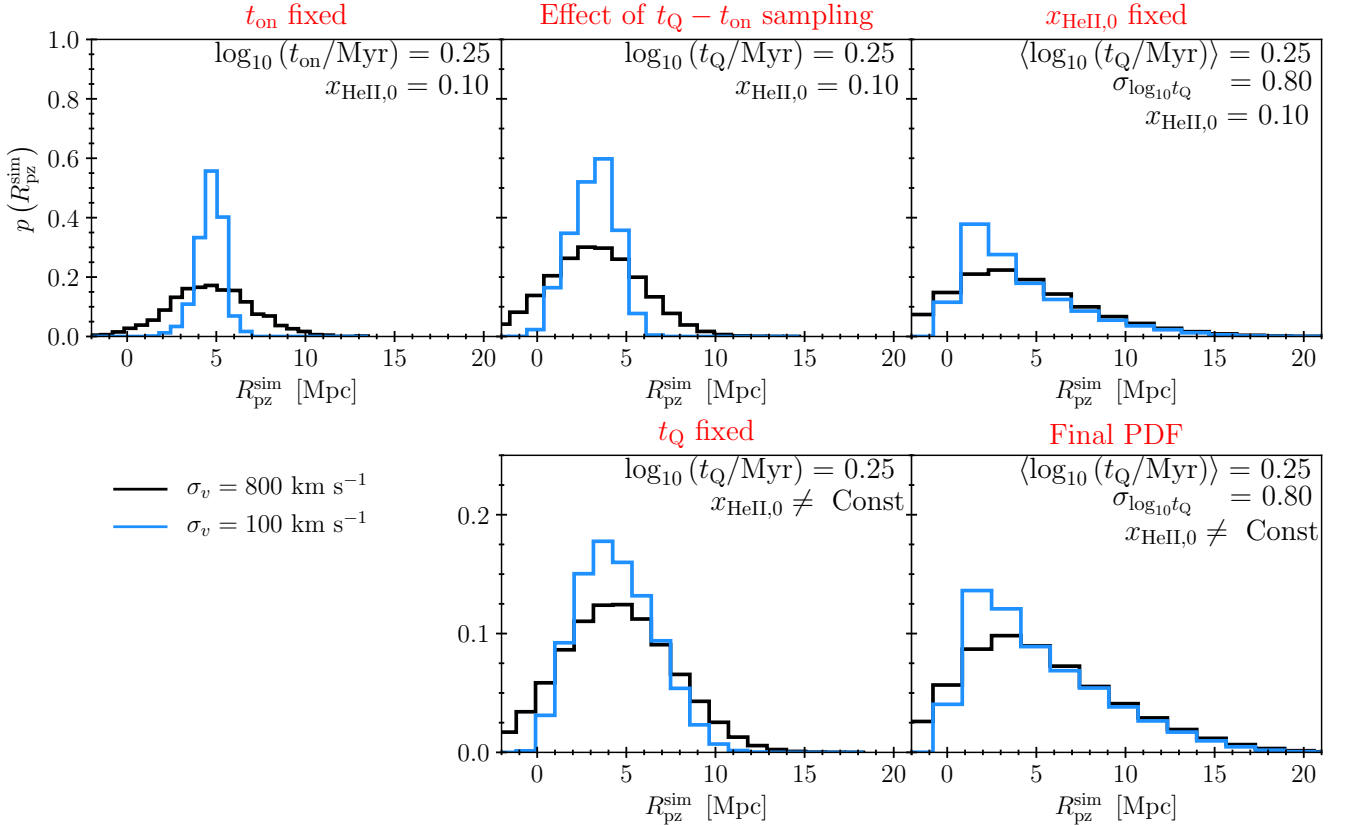 t_on fixed
Effect of t_Q − t_on sampling
x_HeII,0 fixed
log₁₀ (t_on/Myr) = 0.25
x_HeII,0 = 0.10
log₁₀ (t_Q/Myr) = 0.25
x_HeII,0 = 0.10
⟨log₁₀ (t_Q/Myr)⟩ = 0.25
σ_log₁₀t_Q = 0.80
x_HeII,0 = 0.10
p (R_pz^sim)
1.0
0.8
0.6
0.4
0.2
0.0
0 5 10 15 20
0 5 10 15 20
0 5 10 15 20
R_pz^sim [Mpc]
R_pz^sim [Mpc]
R_pz^sim [Mpc]
σ_v = 800 km s⁻¹
σ_v = 100 km s⁻¹
t_Q fixed
Final PDF
log₁₀ (t_Q/Myr) = 0.25
x_HeII,0 ≠ Const
⟨log₁₀ (t_Q/Myr)⟩ = 0.25
σ_log₁₀t_Q = 0.80
x_HeII,0 ≠ Const
0.2
0.1
0.0
0 5 10 15 20
0 5 10 15 20
R_pz^sim [Mpc]
R_pz^sim [Mpc]